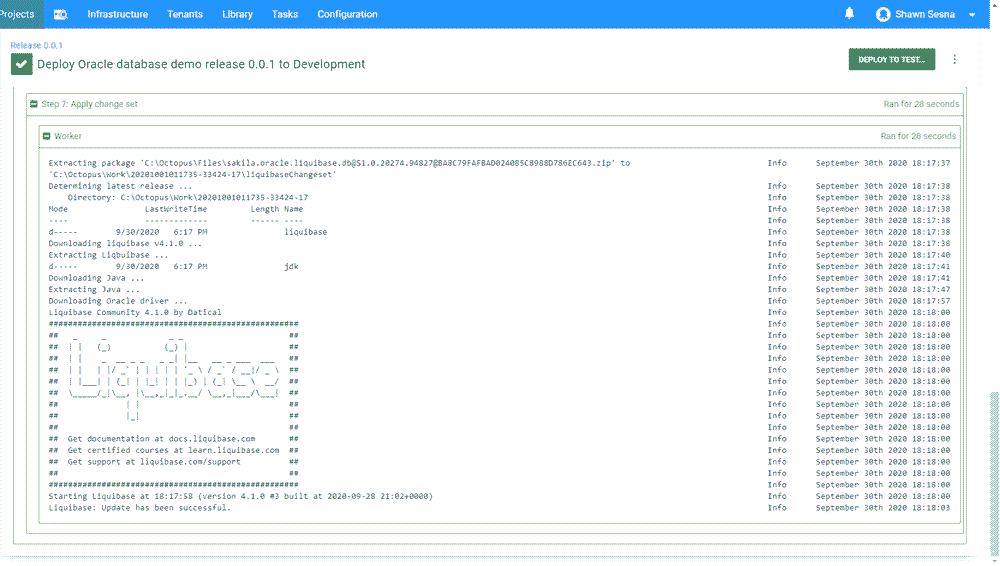 Projects Infrastructure Tenants Library Tasks Configuration Shawn Sesna
Release 0.0.1
Deploy Oracle database demo release 0.0.1 to Development DEPLOY TO TEST...
Step 7: Apply change set Ran for 28 seconds
Worker Ran for 28 seconds
Extracting package 'C:\Octopus\Files\sakila.oracle.liquibase.db@S1.0.20274.94827@BA8C79FAFBAD0240B5C8988D786EC643.zip' to Info September 30th 2020 18:17:37
'C:\Octopus\Work\20201001011735-33424-17\liquibaseChangeset'
Determining latest release ... Info September 30th 2020 18:17:38
Directory: C:\Octopus\Work\20201001011735-33424-17 Info September 30th 2020 18:17:38
Mode LastWriteTime Length Name Info September 30th 2020 18:17:38
---- ------------- ------ ---- Info September 30th 2020 18:17:38
d----- 9/30/2020 6:17 PM liquibase Info September 30th 2020 18:17:38
Downloading liquibase v4.1.0 ... Info September 30th 2020 18:17:38
Extracting Liqbuibase ... Info September 30th 2020 18:17:40
d----- 9/30/2020 6:17 PM jdk Info September 30th 2020 18:17:41
Downloading Java ... Info September 30th 2020 18:17:41
Extracting Java ... Info September 30th 2020 18:17:47
Downloading Oracle driver ... Info September 30th 2020 18:17:57
Liquibase Community 4.1.0 by Datical Info September 30th 2020 18:18:00
#################################################### Info September 30th 2020 18:18:00
## Liquibase ## Info September 30th 2020 18:18:00
## ## Info September 30th 2020 18:18:00
## ## Info September 30th 2020 18:18:00
## ## Info September 30th 2020 18:18:00
## ## Info September 30th 2020 18:18:00
## ## Info September 30th 2020 18:18:00
## ## Info September 30th 2020 18:18:00
## ## Info September 30th 2020 18:18:00
## ## Info September 30th 2020 18:18:00
## Get documentation at docs.liquibase.com ## Info September 30th 2020 18:18:00
## Get certified courses at learn.liquibase.com ## Info September 30th 2020 18:18:00
## Get support at liquibase.com/support ## Info September 30th 2020 18:18:00
## ## Info September 30th 2020 18:18:00
#################################################### Info September 30th 2020 18:18:00
Starting Liquibase at 18:17:58 (version 4.1.0 #3 built at 2020-09-28 21:02+0000) Info September 30th 2020 18:18:00
Liquibase: Update has been successful. Info September 30th 2020 18:18:03